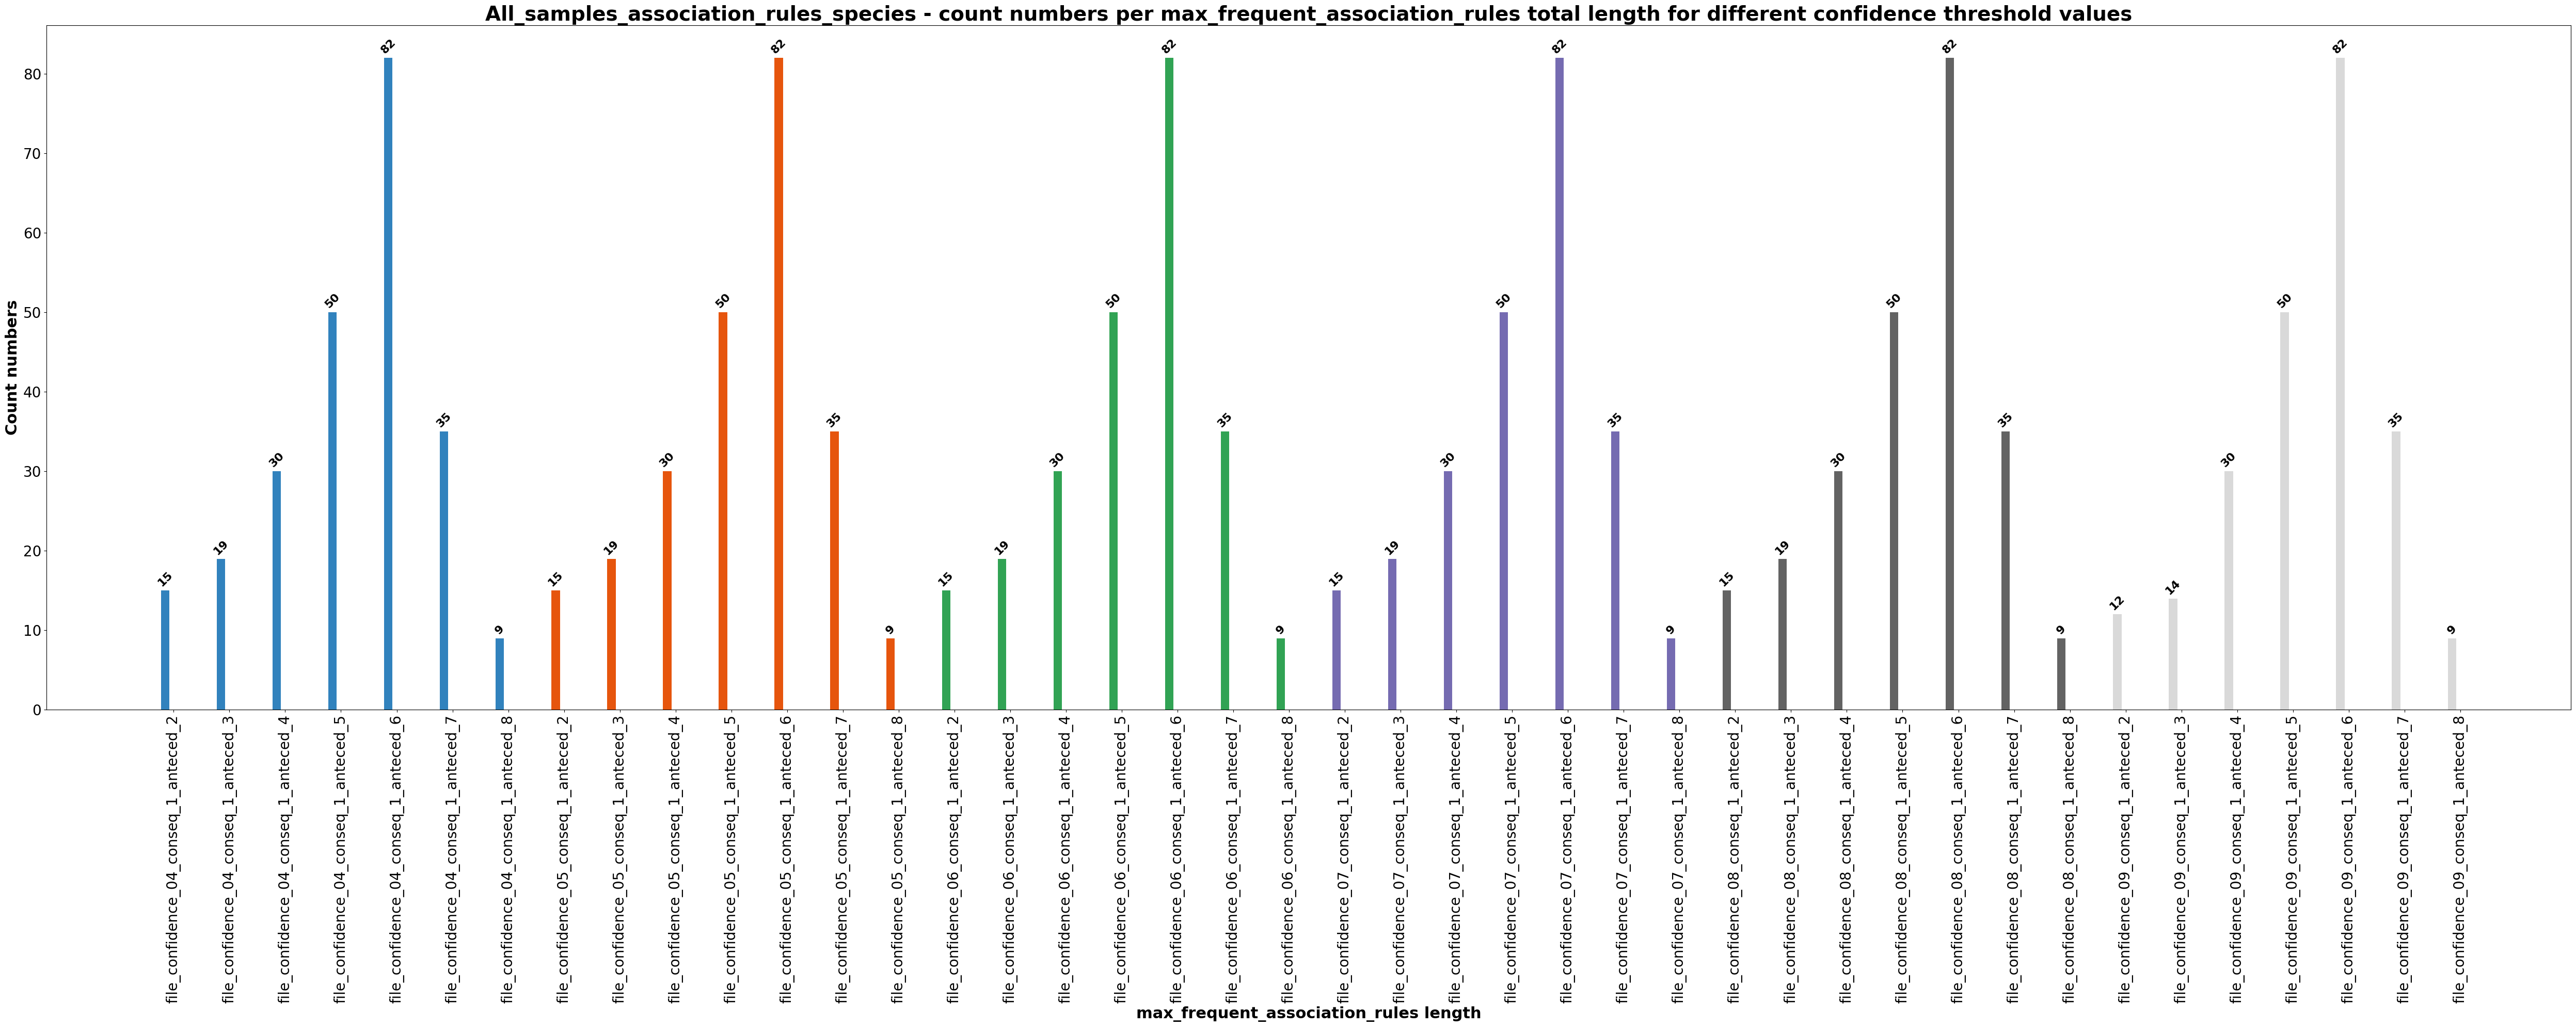 All_samples_association_rules_species - count numbers per max_frequent_association_rules total length for different confidence threshold values
Count numbers
80
70
60
50
40
30
20
10
0
15
19
30
50
82
35
9
15
19
30
50
82
35
9
15
19
30
50
82
35
9
15
19
30
50
82
35
9
15
19
30
50
82
35
9
12
14
30
50
82
35
9
file_confidence_04_conseq_1_anteced_2
file_confidence_04_conseq_1_anteced_3
file_confidence_04_conseq_1_anteced_4
file_confidence_04_conseq_1_anteced_5
file_confidence_04_conseq_1_anteced_6
file_confidence_04_conseq_1_anteced_7
file_confidence_04_conseq_1_anteced_8
file_confidence_05_conseq_1_anteced_2
file_confidence_05_conseq_1_anteced_3
file_confidence_05_conseq_1_anteced_4
file_confidence_05_conseq_1_anteced_5
file_confidence_05_conseq_1_anteced_6
file_confidence_05_conseq_1_anteced_7
file_confidence_05_conseq_1_anteced_8
file_confidence_06_conseq_1_anteced_2
file_confidence_06_conseq_1_anteced_3
file_confidence_06_conseq_1_anteced_4
file_confidence_06_conseq_1_anteced_5
file_confidence_06_conseq_1_anteced_6
file_confidence_06_conseq_1_anteced_7
file_confidence_06_conseq_1_anteced_8
file_confidence_07_conseq_1_anteced_2
file_confidence_07_conseq_1_anteced_3
file_confidence_07_conseq_1_anteced_4
file_confidence_07_conseq_1_anteced_5
file_confidence_07_conseq_1_anteced_6
file_confidence_07_conseq_1_anteced_7
file_confidence_07_conseq_1_anteced_8
file_confidence_08_conseq_1_anteced_2
file_confidence_08_conseq_1_anteced_3
file_confidence_08_conseq_1_anteced_4
file_confidence_08_conseq_1_anteced_5
file_confidence_08_conseq_1_anteced_6
file_confidence_08_conseq_1_anteced_7
file_confidence_08_conseq_1_anteced_8
file_confidence_09_conseq_1_anteced_2
file_confidence_09_conseq_1_anteced_3
file_confidence_09_conseq_1_anteced_4
file_confidence_09_conseq_1_anteced_5
file_confidence_09_conseq_1_anteced_6
file_confidence_09_conseq_1_anteced_7
file_confidence_09_conseq_1_anteced_8
max_frequent_association_rules length